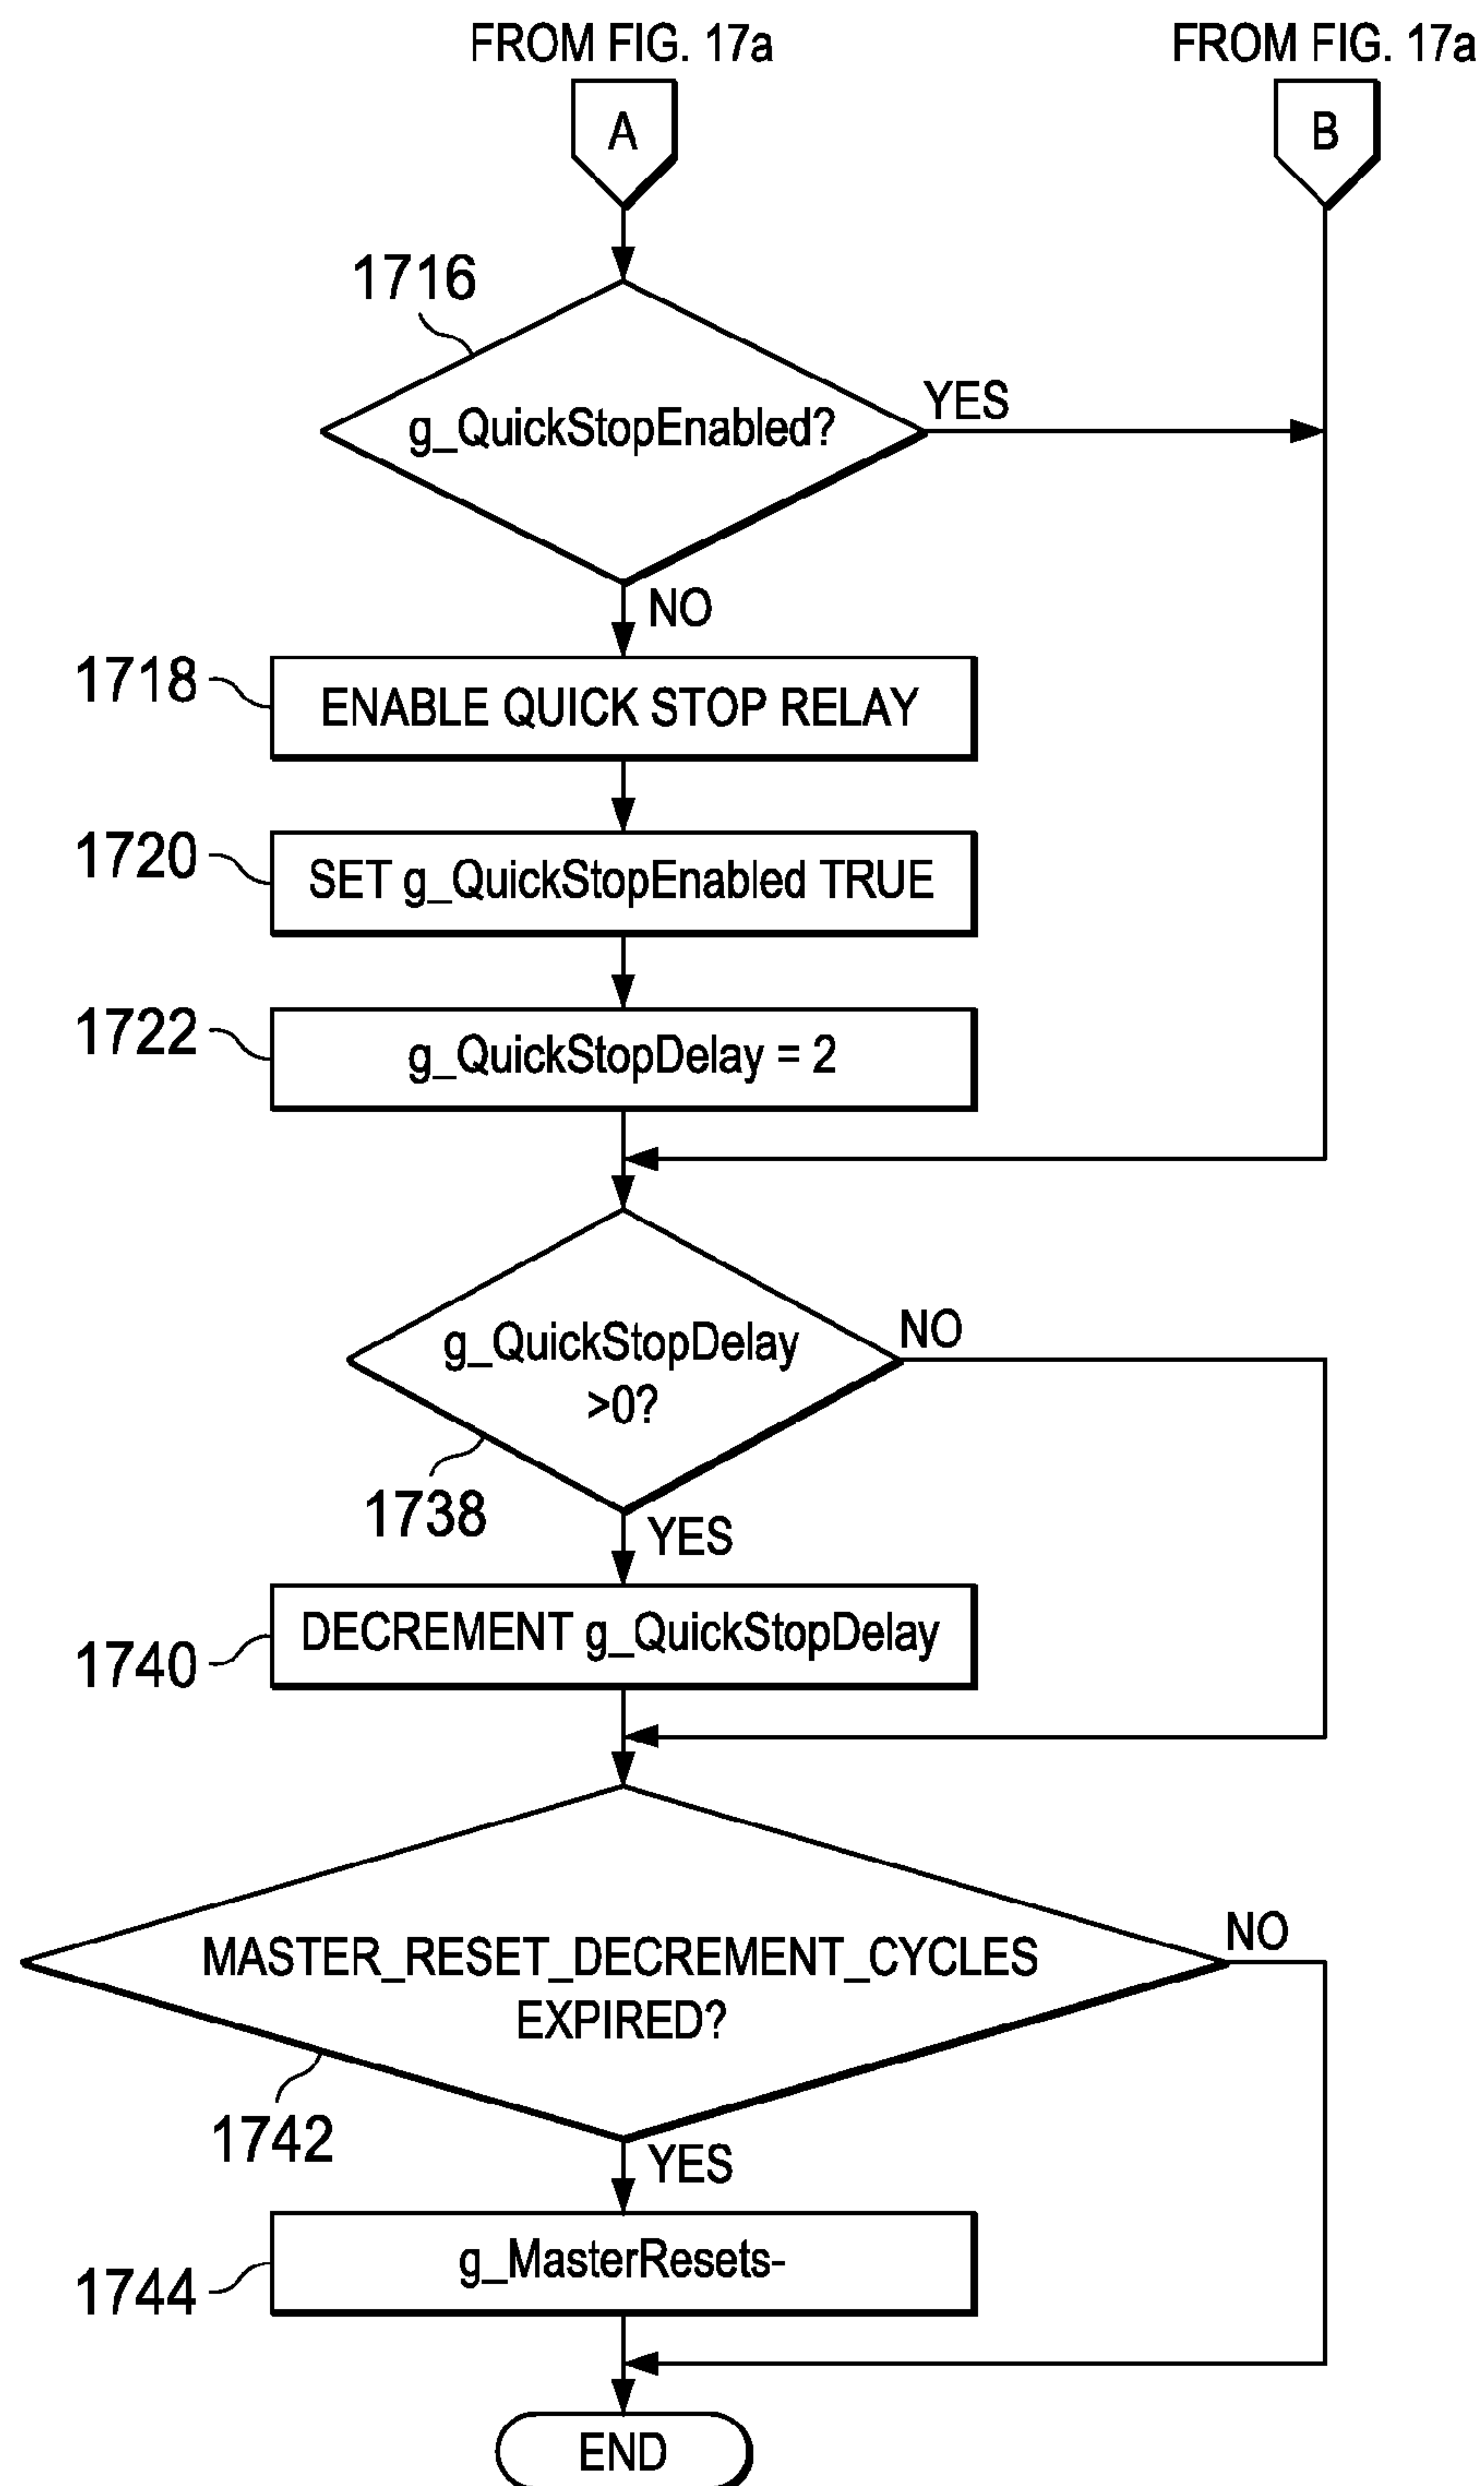 FROM FIG. 17a
FROM FIG. 17a
A
B
1716
g_QuickStopEnabled?
YES
NO
1718
ENABLE QUICK STOP RELAY
1720
SET g_QuickStopEnabled TRUE
1722
g_QuickStopDelay = 2
g_QuickStopDelay
>0?
NO
1738
YES
1740
DECREMENT g_QuickStopDelay
MASTER_RESET_DECREMENT_CYCLES
EXPIRED?
NO
1742
YES
1744
g_MasterResets-
END